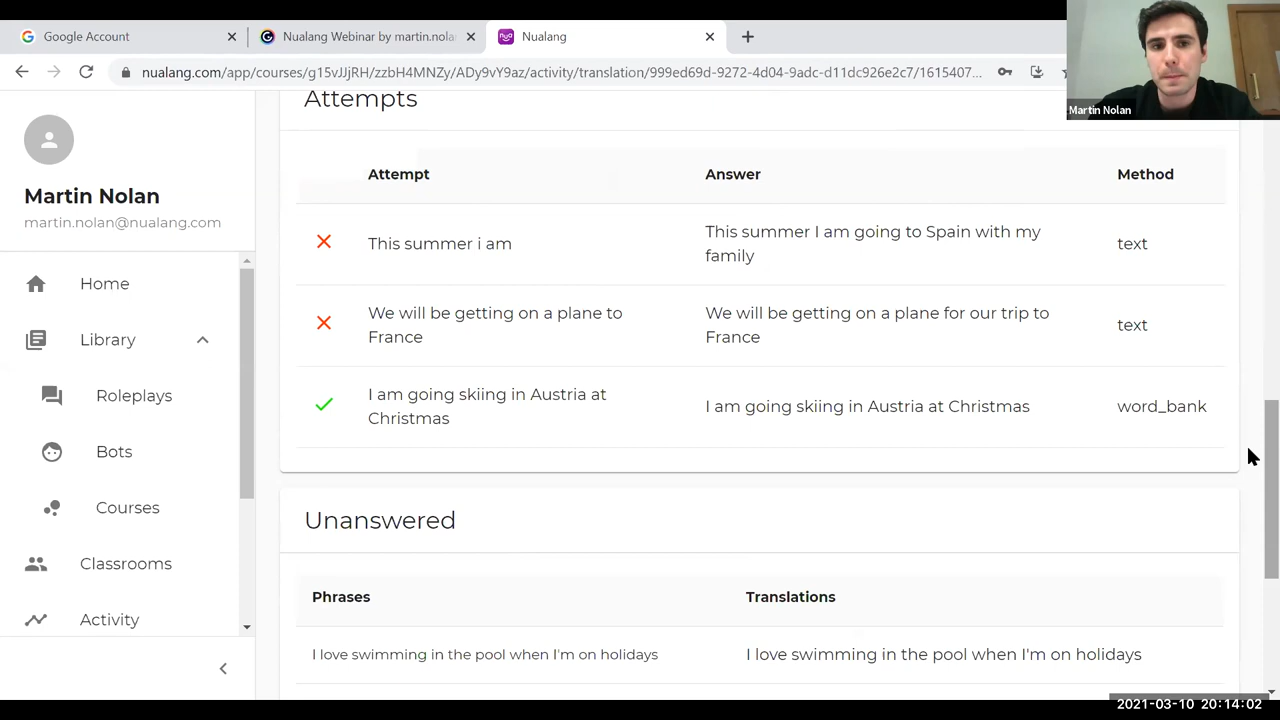 Google Account
Nualang Webinar by martin.nola
Nualang
nualang.com/app/courses/g15vJIjRH/zzbH4MNZy/ADy9vY9az/activity/translation/999ed69d-9272-4d04-9adc-d11dc926e2c7/1615407...
Martin Nolan
Attempts
Martin Nolan
martin.nolan@nualang.com
Home
Library
Roleplays
Bots
Courses
Classrooms
Activity
Attempt Answer Method
This summer i am
This summer I am going to Spain with my
family
text
We will be getting on a plane to
France
We will be getting on a plane for our trip to
France
text
I am going skiing in Austria at
Christmas
I am going skiing in Austria at Christmas
word_bank
Unanswered
Phrases Translations
I love swimming in the pool when I'm on holidays I love swimming in the pool when I'm on holidays
2021-03-10 20:14:02